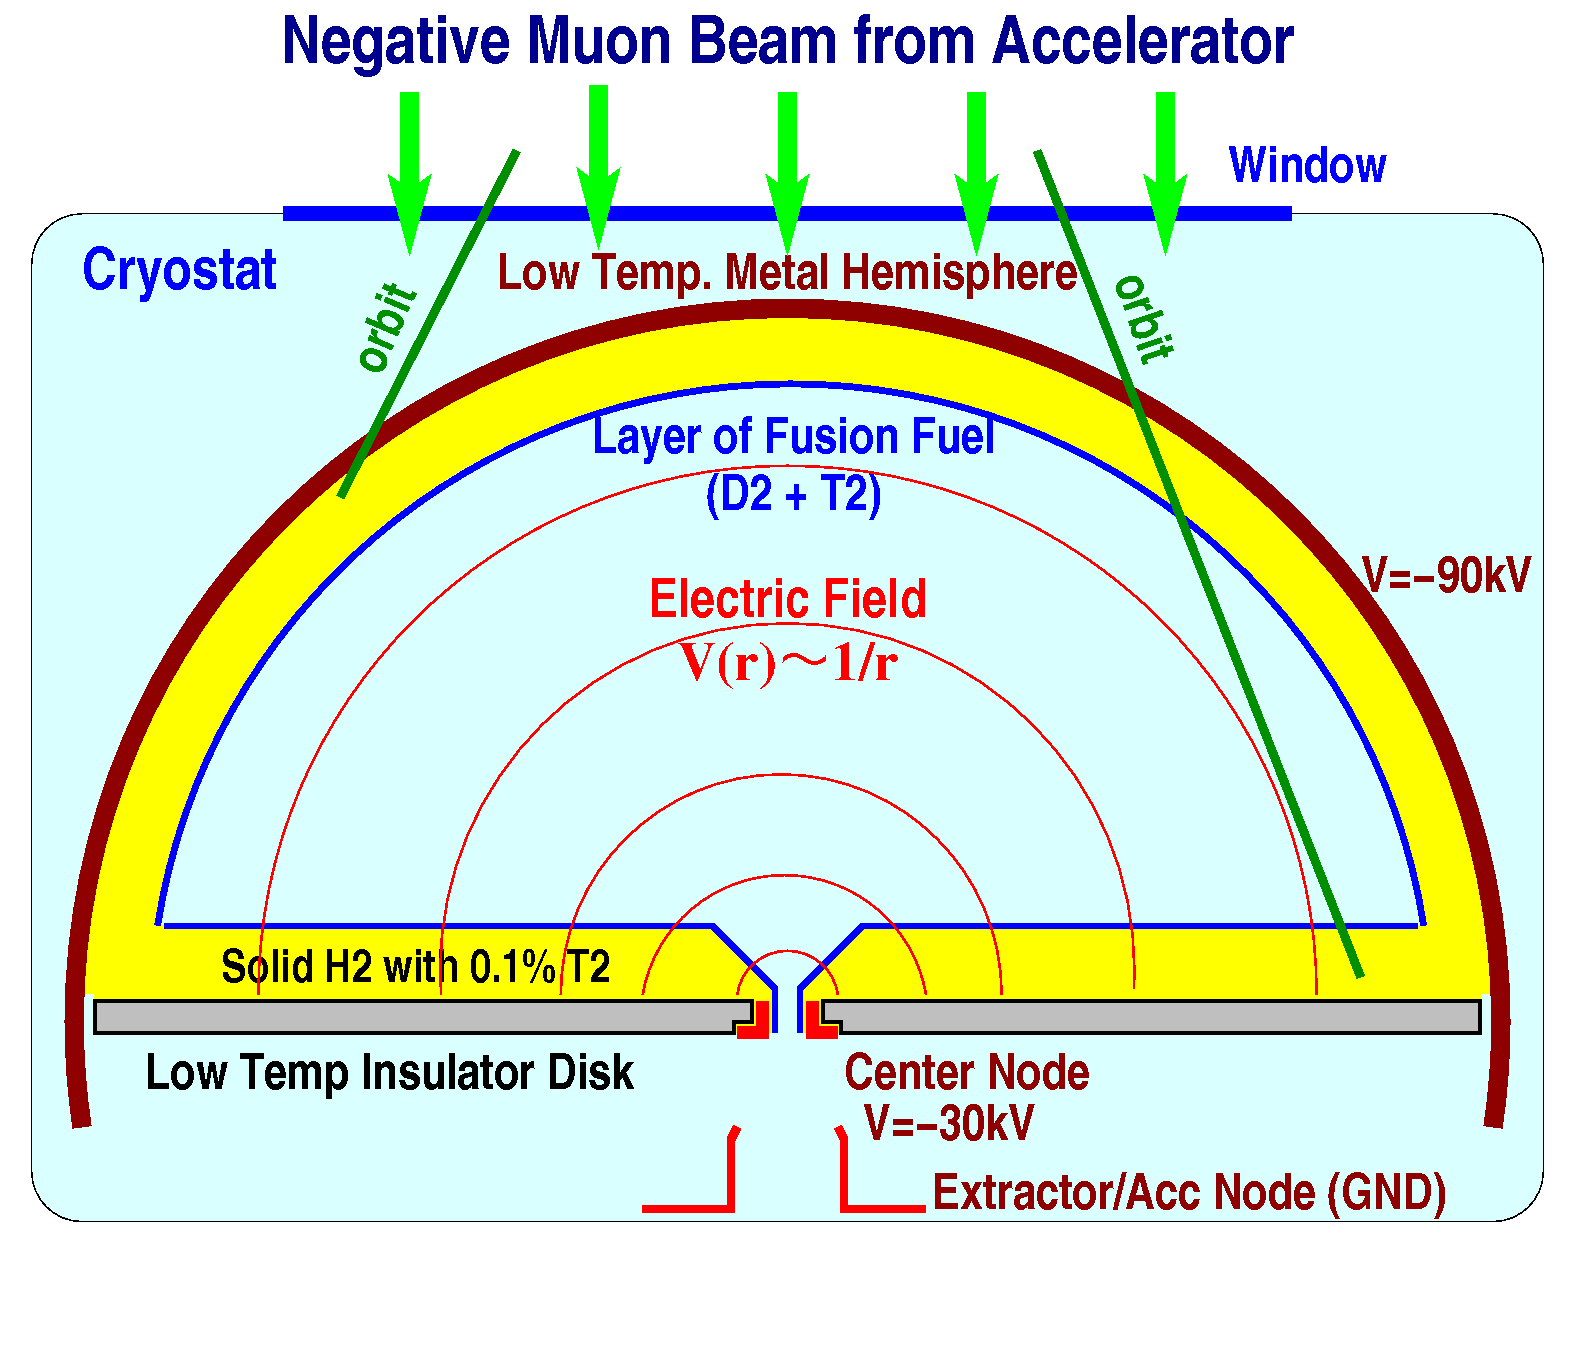 Negative Muon Beam from Accelerator
Window
Cryostat
Low Temp. Metal Hemisphere
orbit
orbit
Layer of Fusion Fuel
(D2 + T2)
V=−90kV
Electric Field
V(r)～1/r
Solid H2 with 0.1% T2
Low Temp Insulator Disk
Center Node
V=−30kV
Extractor/Acc Node (GND)